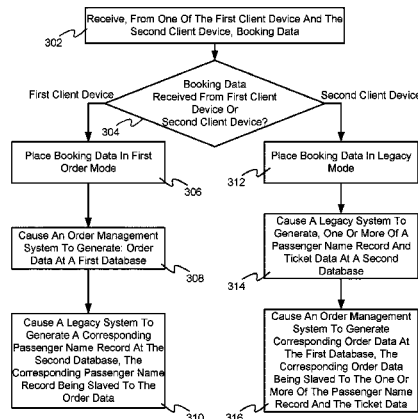 Receive, From One Of The First Client Device And The
Second Client Device, Booking Data
302
First Client Device
Booking Data
Received From First Client
Device Or
Second Client Device?
Second Client Device
304
Place Booking Data In First
Order Mode
306
Place Booking Data In Legacy
Mode
312
Cause An Order Management
System To Generate: Order
Data At A First Database
308
Cause A Legacy System To
Generate, One Or More Of A
Passenger Name Record And
Ticket Data At A Second
Database
314
Cause A Legacy System To
Generate A Corresponding
Passenger Name Record At The
Second Database, The
Corresponding Passenger Name
Record Being Slaved To The
Order Data
310
Cause An Order Management
System To Generate
Corresponding Order Data At
The First Database, The
Corresponding Order Data
Being Slaved To The One Or
More Of The Passenger Name
Record And The Ticket Data
316